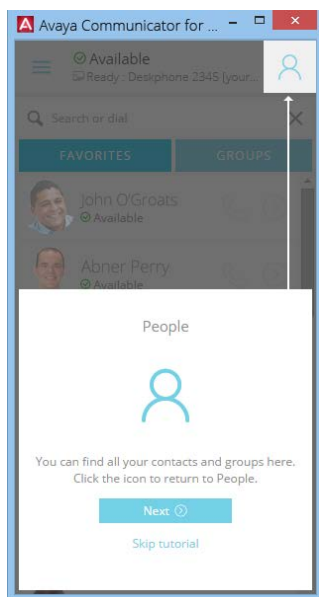 Avaya Communicator for ...
Available
Ready : Deskphone 2345 [your...
Search or dial
FAVORITES GROUPS
John O'Groats
Available
Abner Perry
Available
People
You can find all your contacts and groups here.
Click the icon to return to People.
Next
Skip tutorial